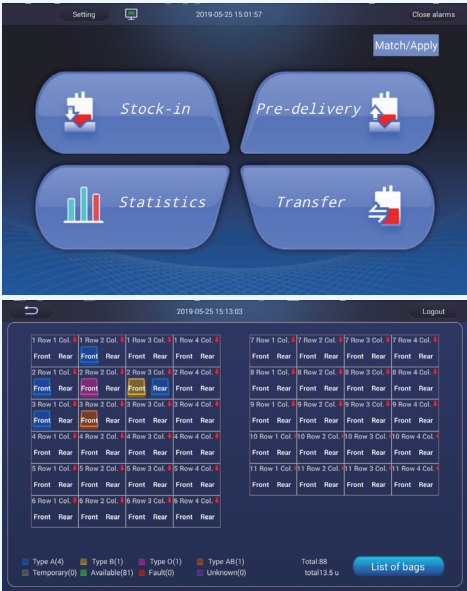 Setting 2019-05-25 15:01:57 Close alarms
Match/Apply
Stock-in Pre-delivery
Statistics Transfer
2019-05-25 15:13:03 Logout
1 Row 1 Col. 1 Row 2 Col. 1 Row 3 Col. 1 Row 4 Col. 7 Row 1 Col. 7 Row 2 Col. 7 Row 3 Col. 7 Row 4 Col.
Front Rear Front Rear Front Rear Front Rear Front Rear Front Rear Front Rear Front Rear
2 Row 1 Col. 2 Row 2 Col. 2 Row 3 Col. 2 Row 4 Col. 8 Row 1 Col. 8 Row 2 Col. 8 Row 3 Col. 8 Row 4 Col.
Front Rear Front Rear Front Rear Front Rear Front Rear Front Rear Front Rear Front Rear
3 Row 1 Col. 3 Row 2 Col. 3 Row 3 Col. 3 Row 4 Col. 9 Row 1 Col. 9 Row 2 Col. 9 Row 3 Col. 9 Row 4 Col.
Front Rear Front Rear Front Rear Front Rear Front Rear Front Rear Front Rear Front Rear
4 Row 1 Col. 4 Row 2 Col. 4 Row 3 Col. 4 Row 4 Col. 10 Row 1 Col. 10 Row 2 Col. 10 Row 3 Col. 10 Row 4 Col.
Front Rear Front Rear Front Rear Front Rear Front Rear Front Rear Front Rear Front Rear
5 Row 1 Col. 5 Row 2 Col. 5 Row 3 Col. 5 Row 4 Col. 11 Row 1 Col. 11 Row 2 Col. 11 Row 3 Col. 11 Row 4 Col.
Front Rear Front Rear Front Rear Front Rear Front Rear Front Rear Front Rear Front Rear
6 Row 1 Col. 6 Row 2 Col. 6 Row 3 Col. 6 Row 4 Col.
Front Rear Front Rear Front Rear Front Rear
Type A(4) Type B(1) Type O(1) Type AB(1) Total:88
Temporary(0) Available(81) Fault(0) Unknown(0) total13.5 u List of bags